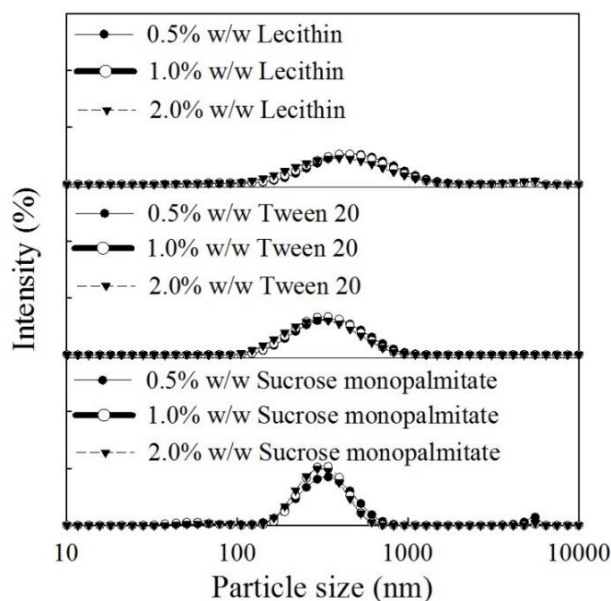 0.5% w/w Lecithin
1.0% w/w Lecithin
2.0% w/w Lecithin
0.5% w/w Tween 20
1.0% w/w Tween 20
2.0% w/w Tween 20
0.5% w/w Sucrose monopalmitate
1.0% w/w Sucrose monopalmitate
2.0% w/w Sucrose monopalmitate
Intensity (%)
10 100 1000 10000
Particle size (nm)